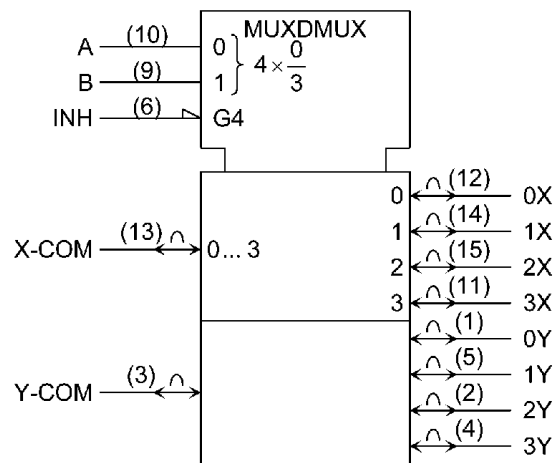 MUXDMUX
A (10) 0 } 4 × 0/3
B (9) 1
INH (6) G4
0 ∩ (12) 0X
1 ∩ (14) 1X
X-COM (13) ∩ 0... 3
2 ∩ (15) 2X
3 ∩ (11) 3X
∩ (1) 0Y
∩ (5) 1Y
Y-COM (3) ∩
∩ (2) 2Y
∩ (4) 3Y